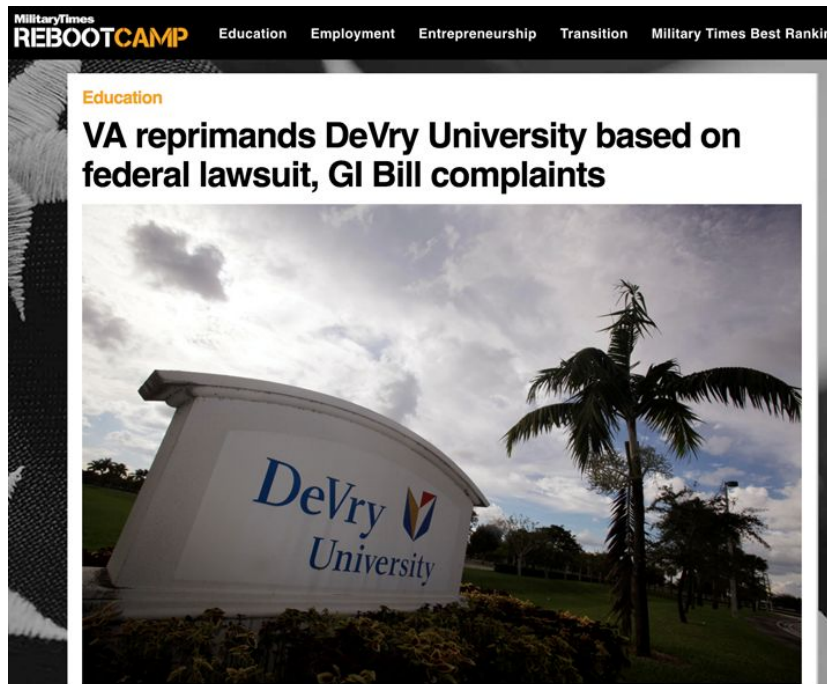 MilitaryTimes
REBOOTCAMP
Education Employment Entrepreneurship Transition Military Times Best
Education
VA reprimands DeVry University based on
federal lawsuit, GI Bill complaints
DeVry
University